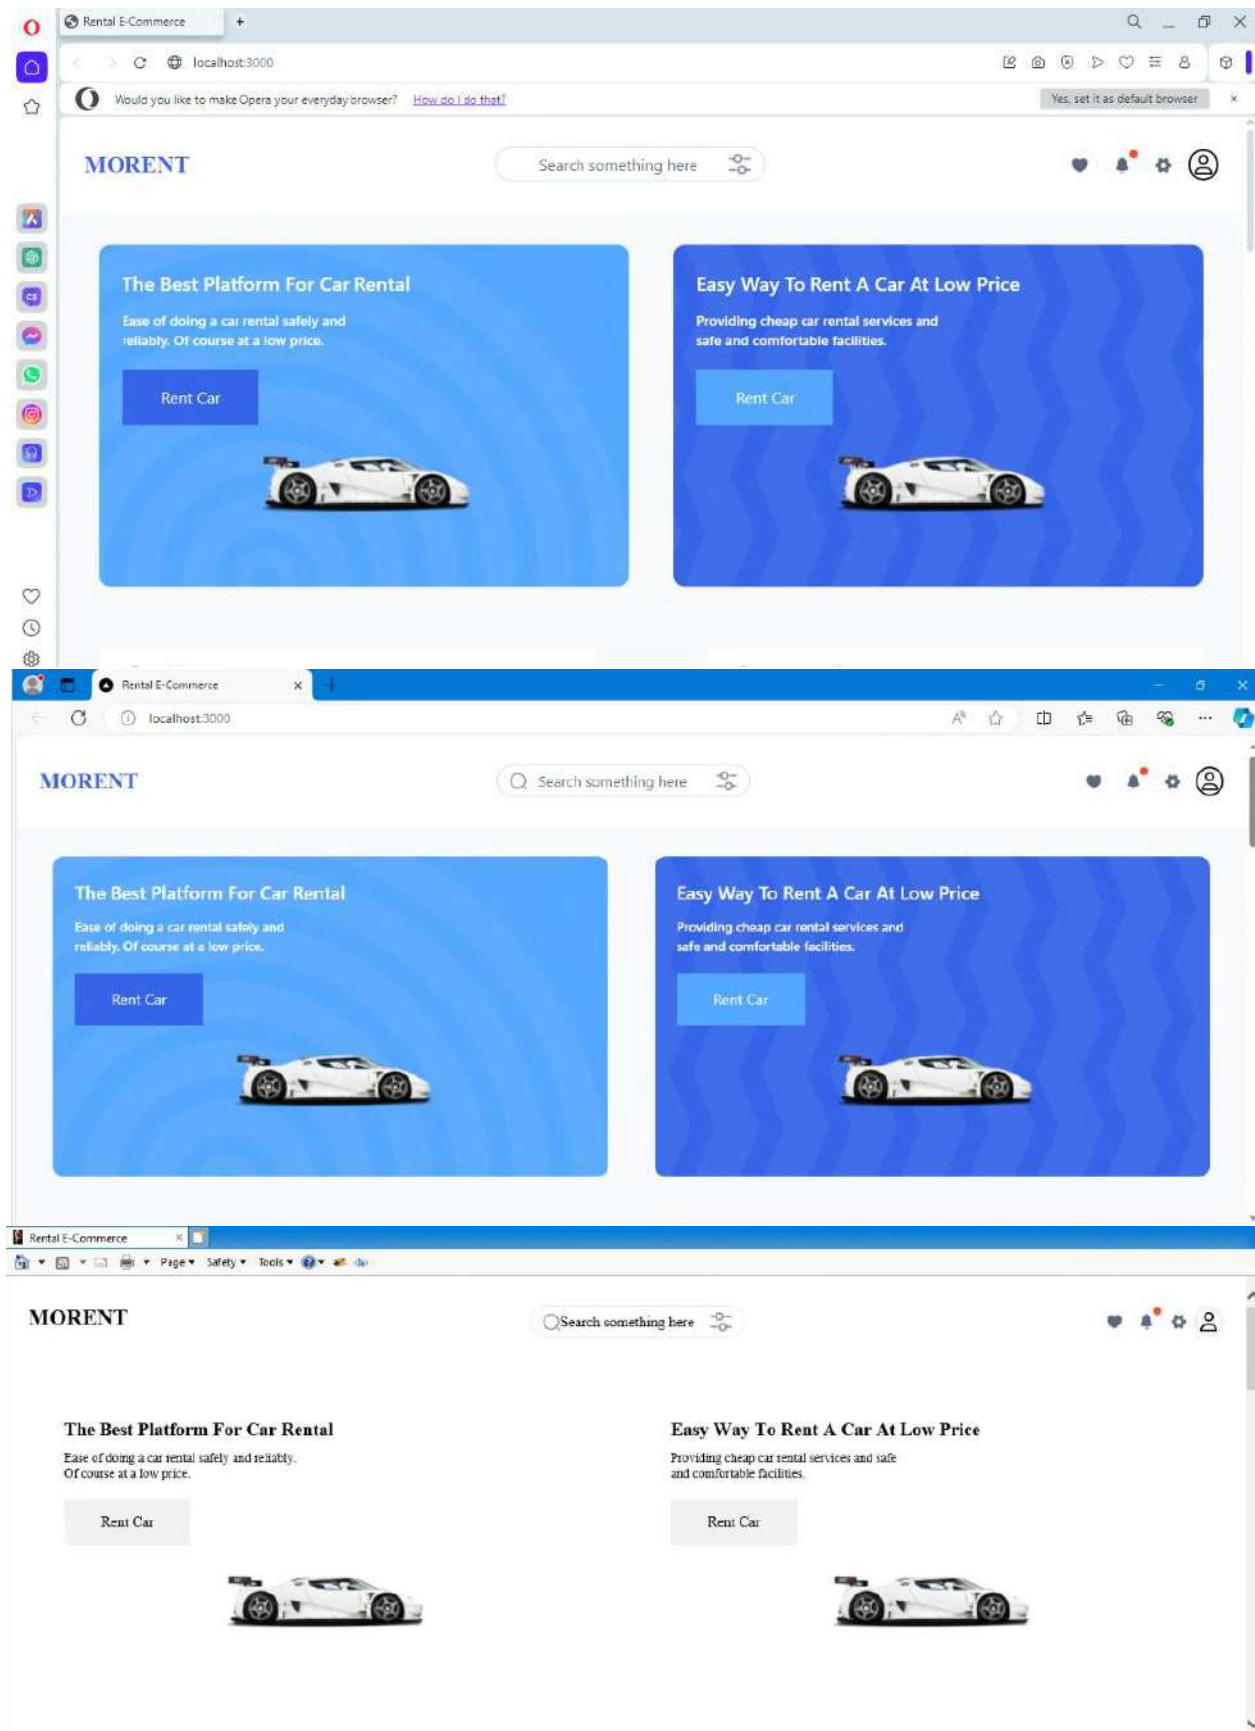 Rental E-Commerce
localhost:3000
Would you like to make Opera your everyday browser? How do I do that? Yes, set it as default browser
MORENT
Search something here
The Best Platform For Car Rental
Ease of doing a car rental safely and
reliably. Of course at a low price.
Rent Car
Easy Way To Rent A Car At Low Price
Providing cheap car rental services and
safe and comfortable facilities.
Rent Car
Rental E-Commerce
localhost:3000
MORENT
Search something here
The Best Platform For Car Rental
Ease of doing a car rental safely and
reliably. Of course at a low price.
Rent Car
Easy Way To Rent A Car At Low Price
Providing cheap car rental services and
safe and comfortable facilities.
Rent Car
Rental E-Commerce
Page Safety Tools
MORENT
Search something here
The Best Platform For Car Rental
Ease of doing a car rental safely and reliably.
Of course at a low price.
Rent Car
Easy Way To Rent A Car At Low Price
Providing cheap car rental services and safe
and comfortable facilities.
Rent Car